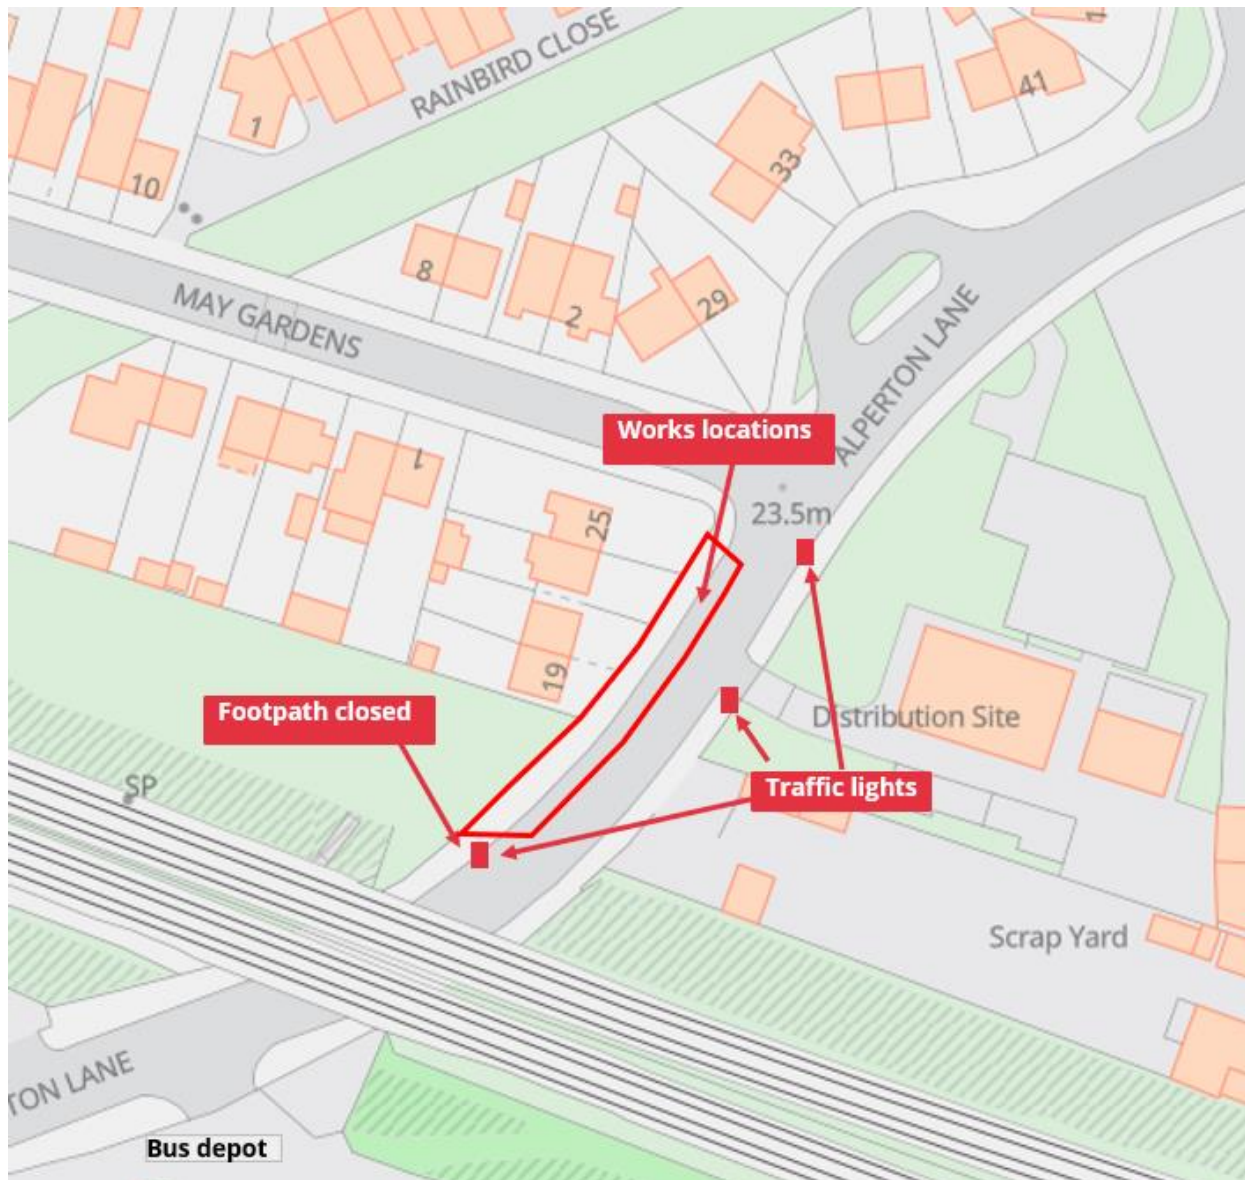 RAINBIRD CLOSE
1
41
10
33
8
2
29
MAY GARDENS
ALPERTON LANE
Works locations
1
25
23.5m
19
Footpath closed
Distribution Site
SP
Traffic lights
Scrap Yard
TON LANE
Bus depot